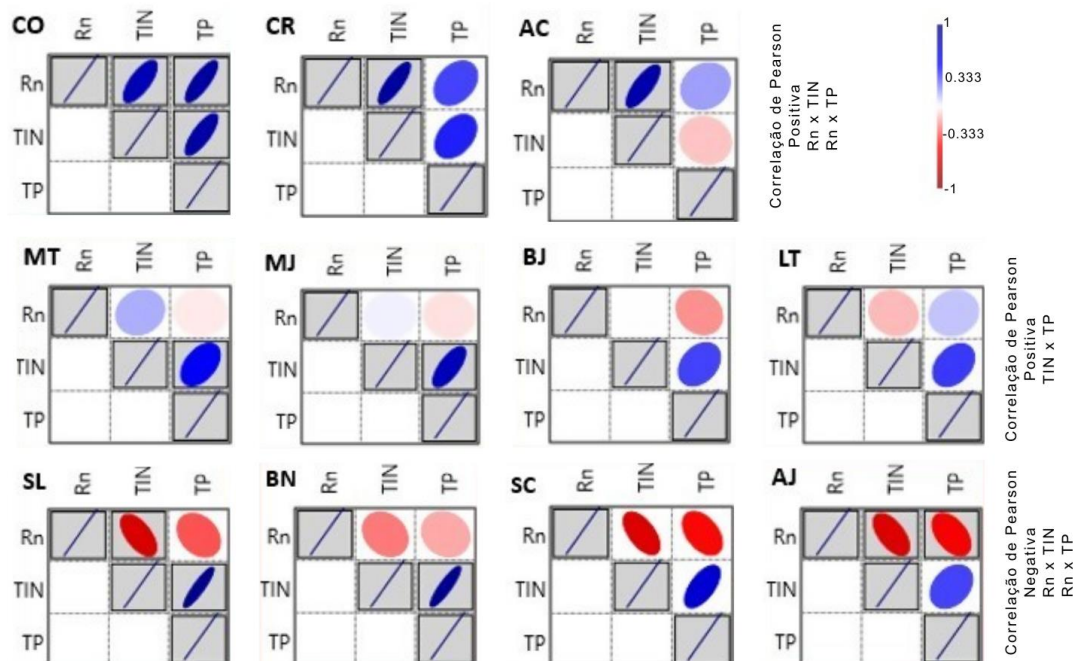 CO
Rn TIN TP
Rn
TIN
TP
CR
Rn TIN TP
Rn
TIN
TP
AC
Rn TIN TP
Rn
TIN
TP
Correlação de Pearson
Positiva
Rn x TIN
Rn x TP
1
0.333
-0.333
-1
MT
Rn TIN TP
Rn
TIN
TP
MJ
Rn TIN TP
Rn
TIN
TP
BJ
Rn TIN TP
Rn
TIN
TP
LT
Rn TIN TP
Rn
TIN
TP
Correlação de Pearson
Positiva
TIN x TP
SL
Rn TIN TP
Rn
TIN
TP
BN
Rn TIN TP
Rn
TIN
TP
SC
Rn TIN TP
Rn
TIN
TP
AJ
Rn TIN TP
Rn
TIN
TP
Correlação de Pearson
Negativa
Rn x TIN
Rn x TP